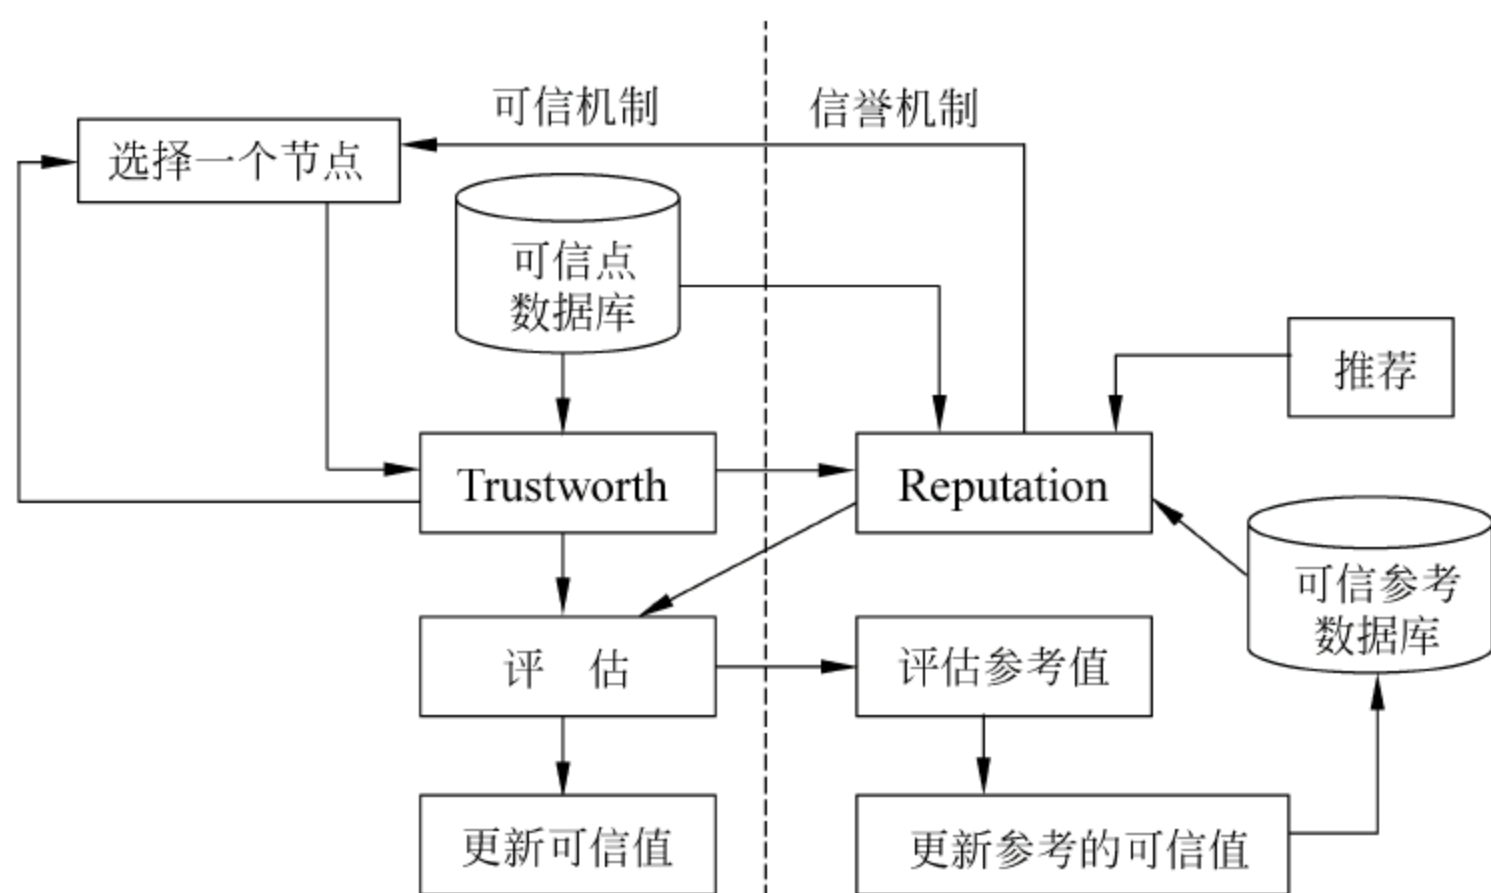 可信机制
信誉机制
选择一个节点
可信点
数据库
推荐
Trustworth
Reputation
可信参考
数据库
评 估
评估参考值
更新可信值
更新参考的可信值